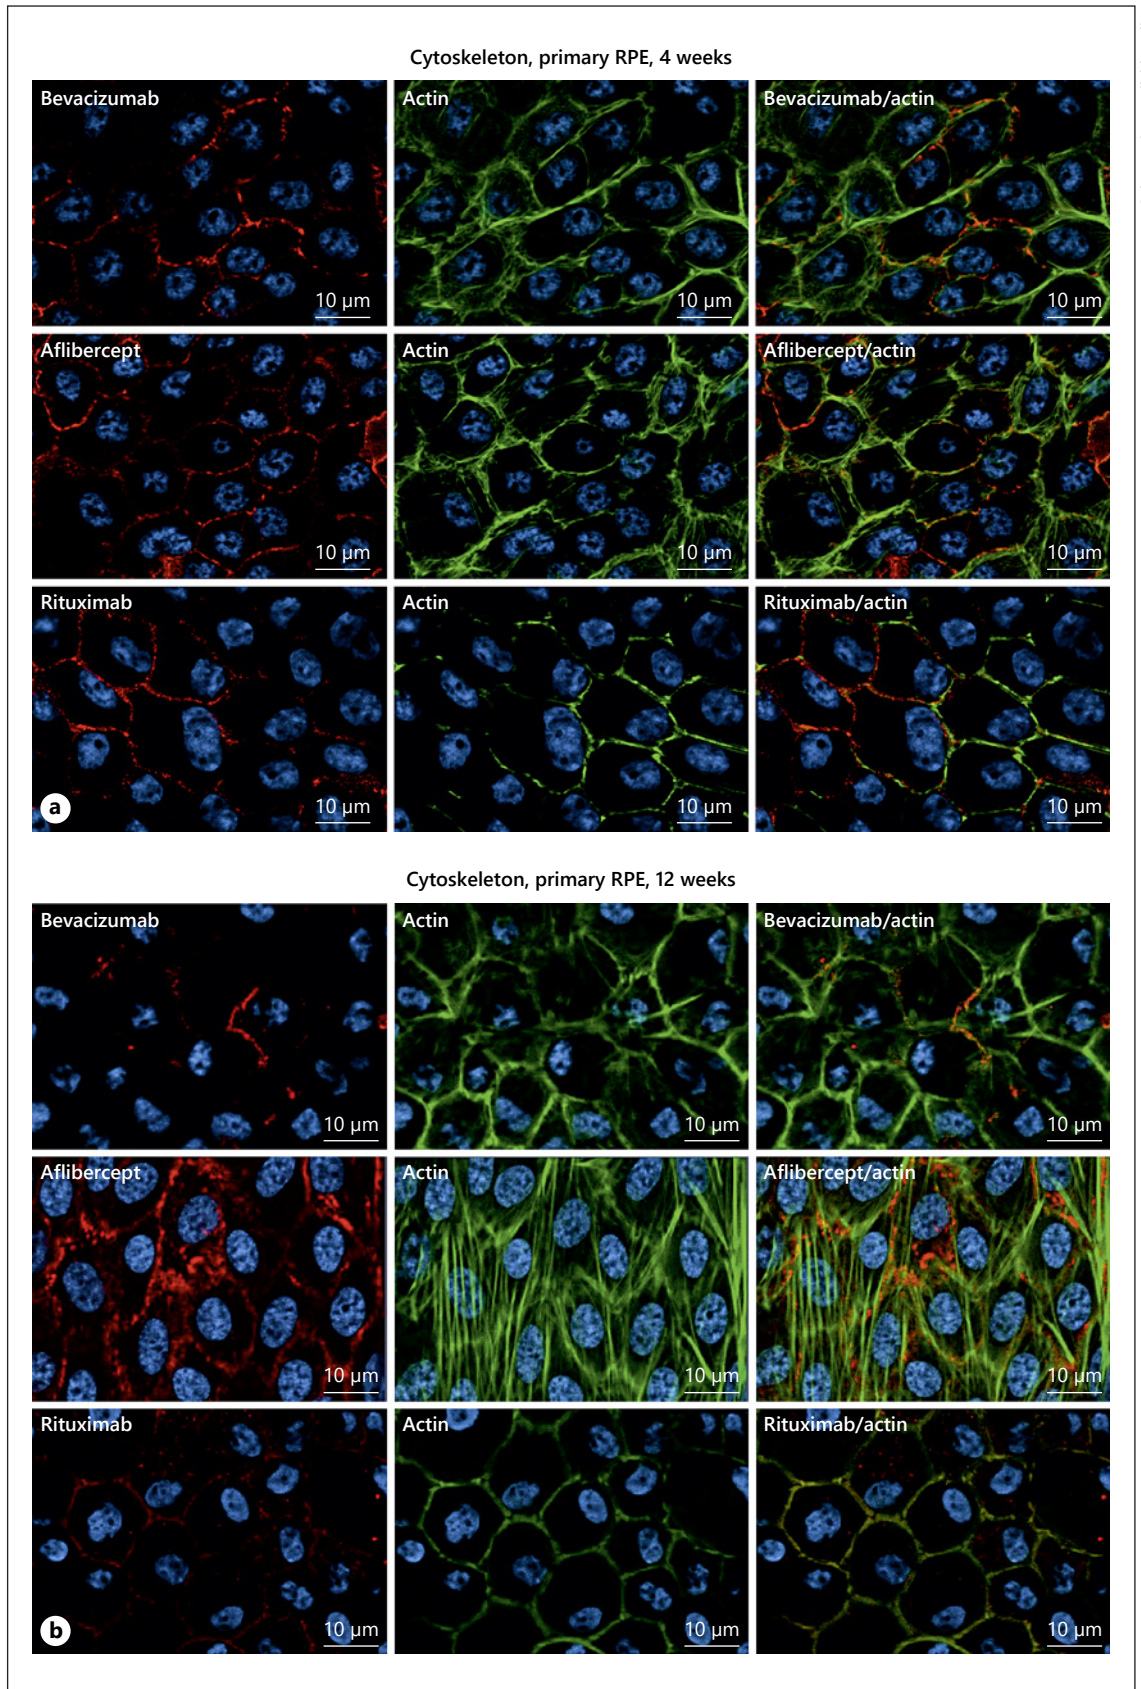 Cytoskeleton, primary RPE, 4 weeks
Bevacizumab Actin Bevacizumab/actin
10 µm 10 µm 10 µm
Aflibercept Actin Aflibercept/actin
10 µm 10 µm 10 µm
Rituximab Actin Rituximab/actin
a 10 µm 10 µm 10 µm
Cytoskeleton, primary RPE, 12 weeks
Bevacizumab Actin Bevacizumab/actin
10 µm 10 µm 10 µm
Aflibercept Actin Aflibercept/actin
10 µm 10 µm 10 µm
Rituximab Actin Rituximab/actin
b 10 µm 10 µm 10 µm